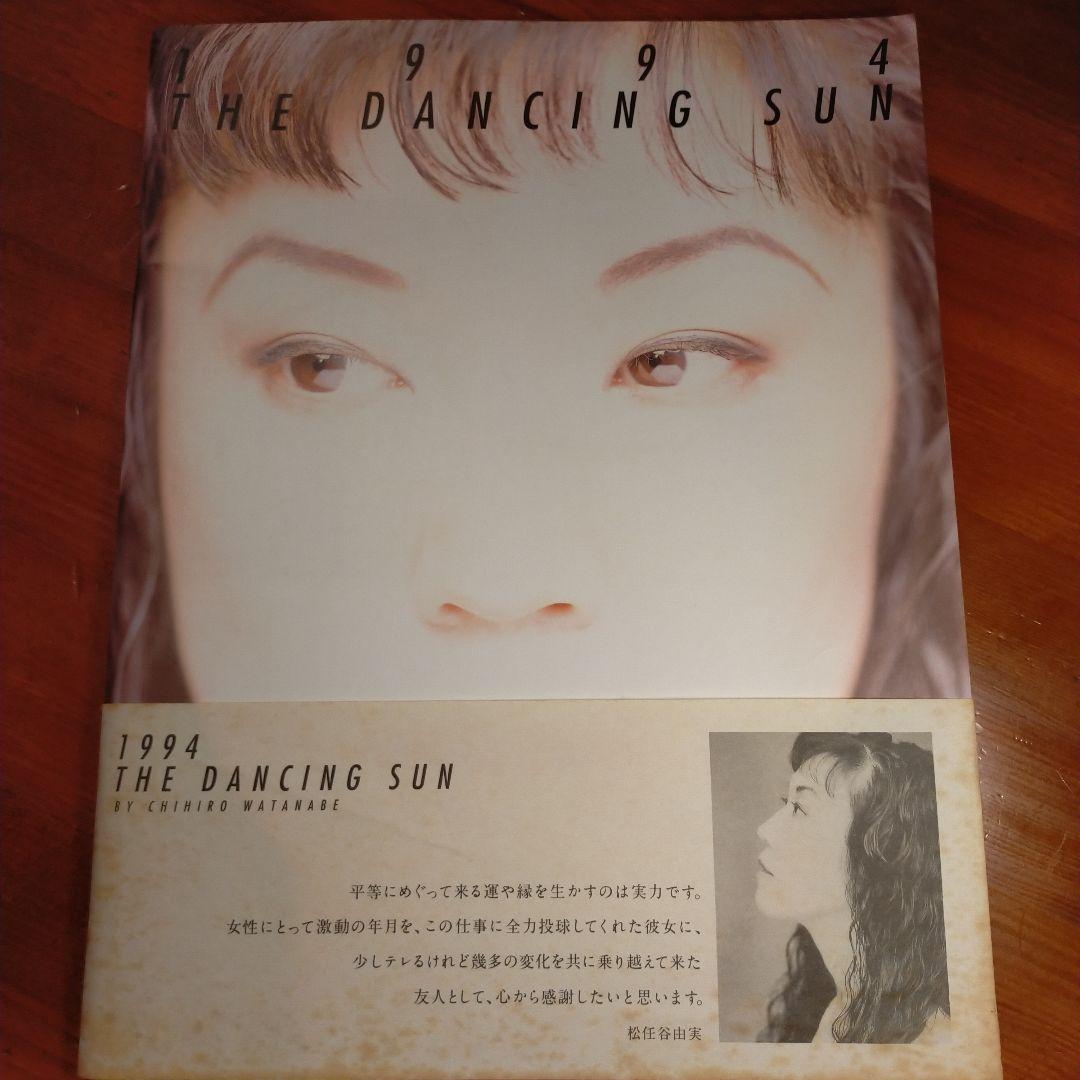 1994
THE DANCING SUN
1994
THE DANCING SUN
BY CHIHIRO WATANABE
平等にめぐって来る運や縁を生かすのは実力です。
女性にとって激動の年月を、この仕事に全力投球してくれた彼女に、
少しテレるけれど幾多の変化を共に乗り越えて来た
友人として、心から感謝したいと思います。
松任谷由実